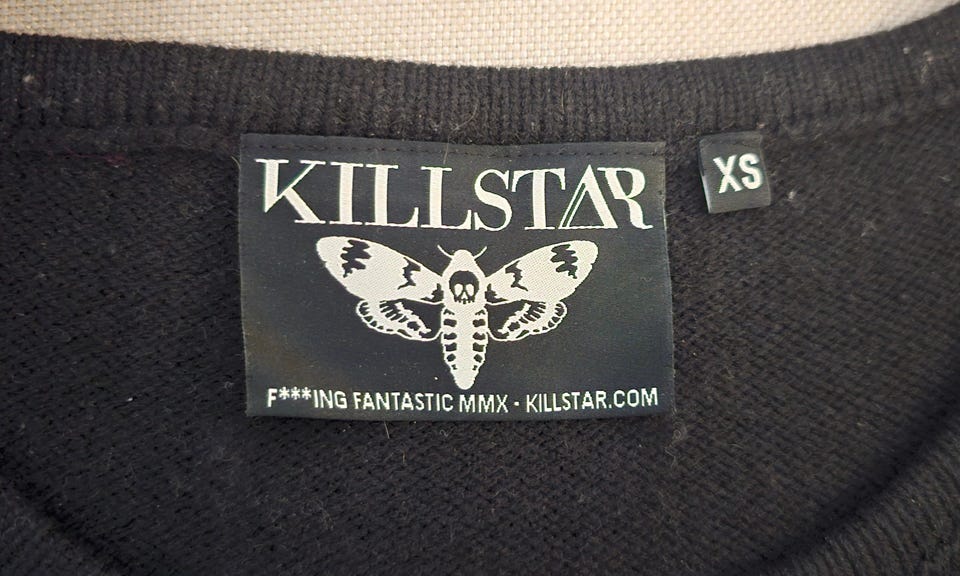 KILLSTAR
XS
F***ING FANTASTIC MMX · KILLSTAR.COM